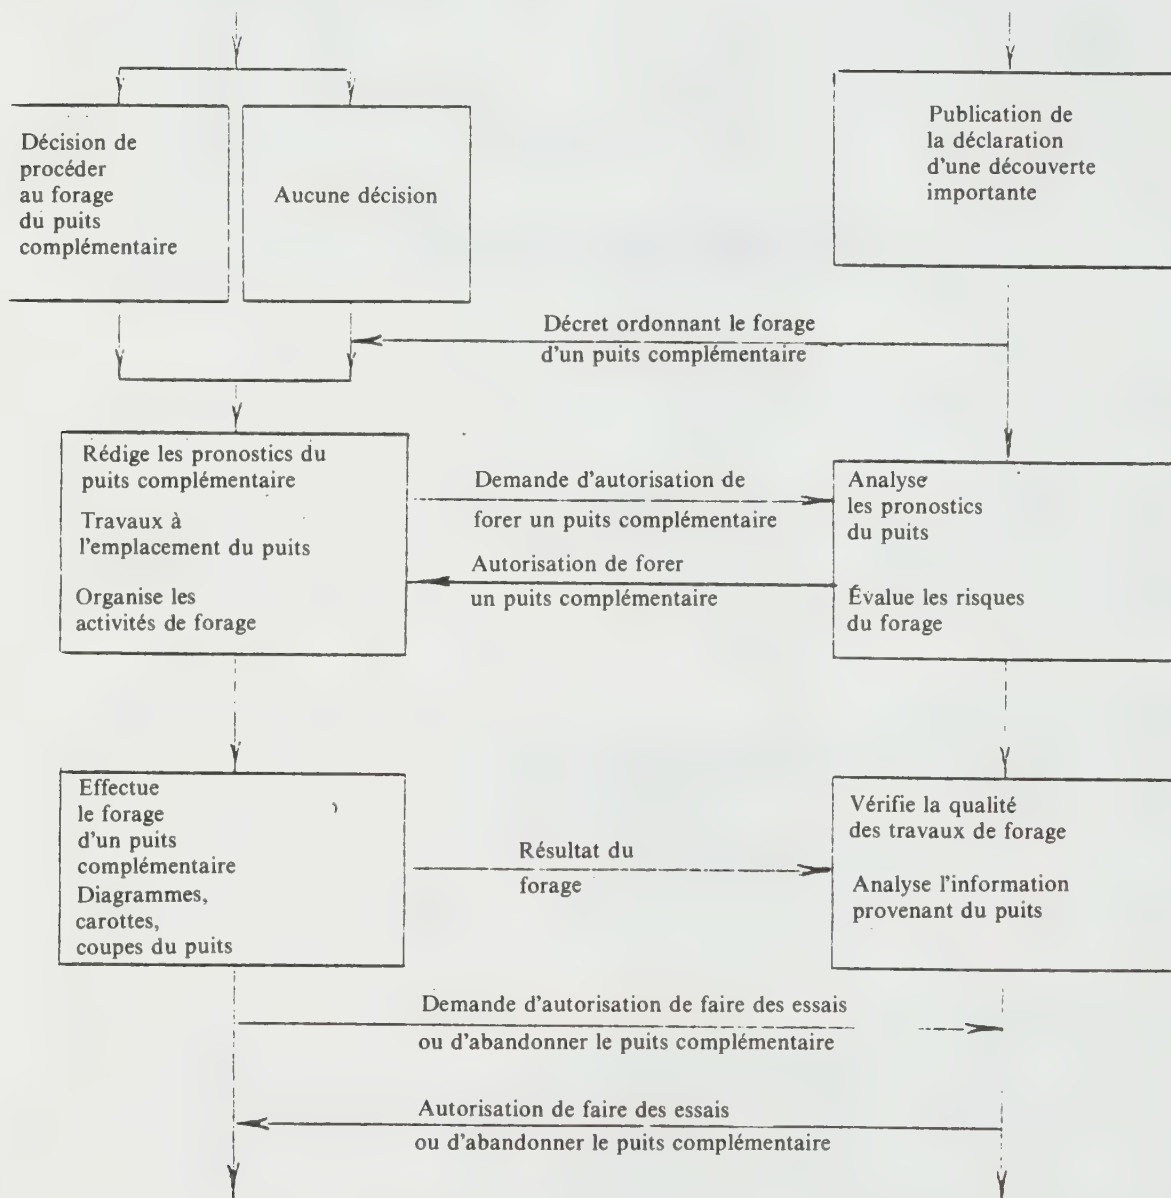 Décision de
procéder
au forage
du puits
complémentaire
Aucune décision
Publication de
la déclaration
d'une découverte
importante
Décret ordonnant le forage
d'un puits complémentaire
Rédige les pronostics du
puits complémentaire
Travaux à
l'emplacement du puits
Organise les
activités de forage
Demande d'autorisation de
forer un puits complémentaire
Autorisation de forer
un puits complémentaire
Analyse
les pronostics
du puits
Évalue les risques
du forage
Effectue
le forage
d'un puits
complémentaire
Diagrammes,
carottes,
coupes du puits
Résultat du
forage
Vérifie la qualité
des travaux de forage
Analyse l'information
provenant du puits
Demande d'autorisation de faire des essais
ou d'abandonner le puits complémentaire
Autorisation de faire des essais
ou d'abandonner le puits complémentaire